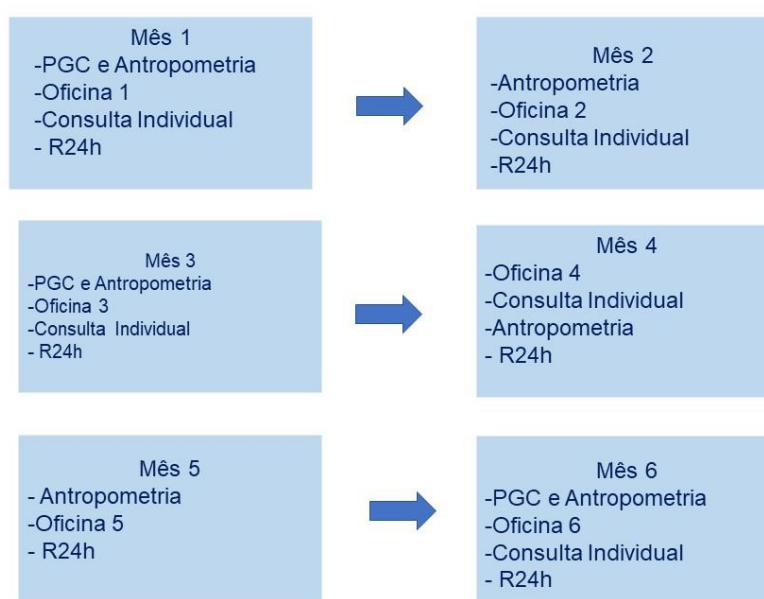 Mês 1
-PGC e Antropometria
-Oficina 1
-Consulta Individual
- R24h
Mês 2
-Antropometria
-Oficina 2
-Consulta Individual
-R24h
Mês 3
-PGC e Antropometria
-Oficina 3
-Consulta Individual
- R24h
Mês 4
-Oficina 4
-Consulta Individual
-Antropometria
- R24h
Mês 5
- Antropometria
-Oficina 5
- R24h
Mês 6
-PGC e Antropometria
-Oficina 6
-Consulta Individual
- R24h